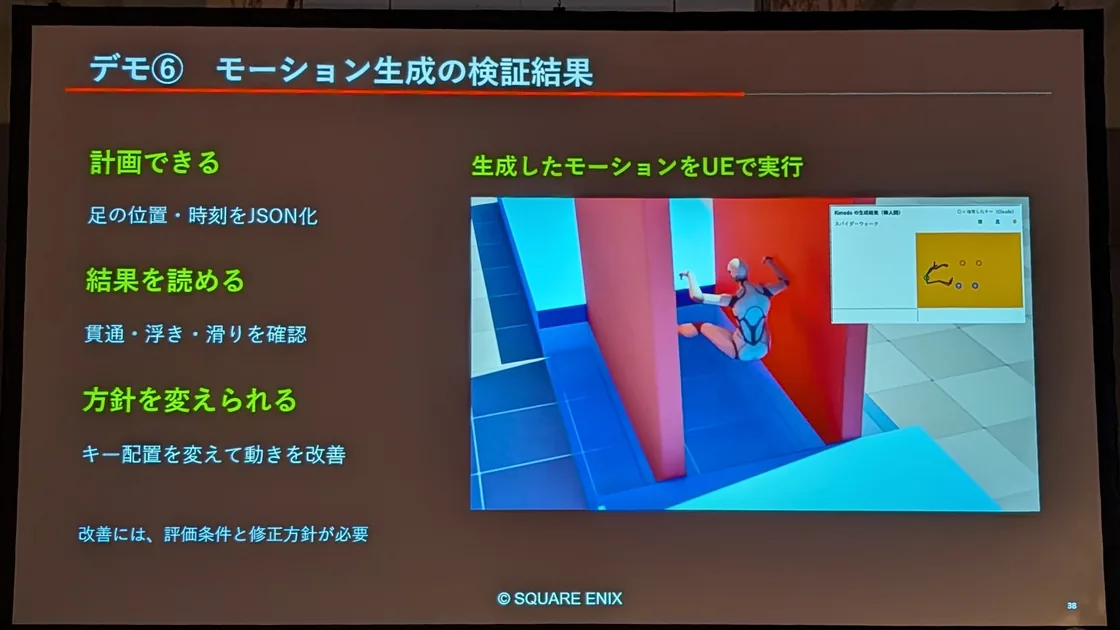 デモ⑥ モーション生成の検証結果
計画できる
足の位置・時刻をJSON化
結果を読める
貫通・浮き・滑りを確認
方針を変えられる
キー配置を変えて動きを改善
改善には、評価条件と修正方針が必要
生成したモーションをUEで実行
スパイダーウォーク
© SQUARE ENIX
38